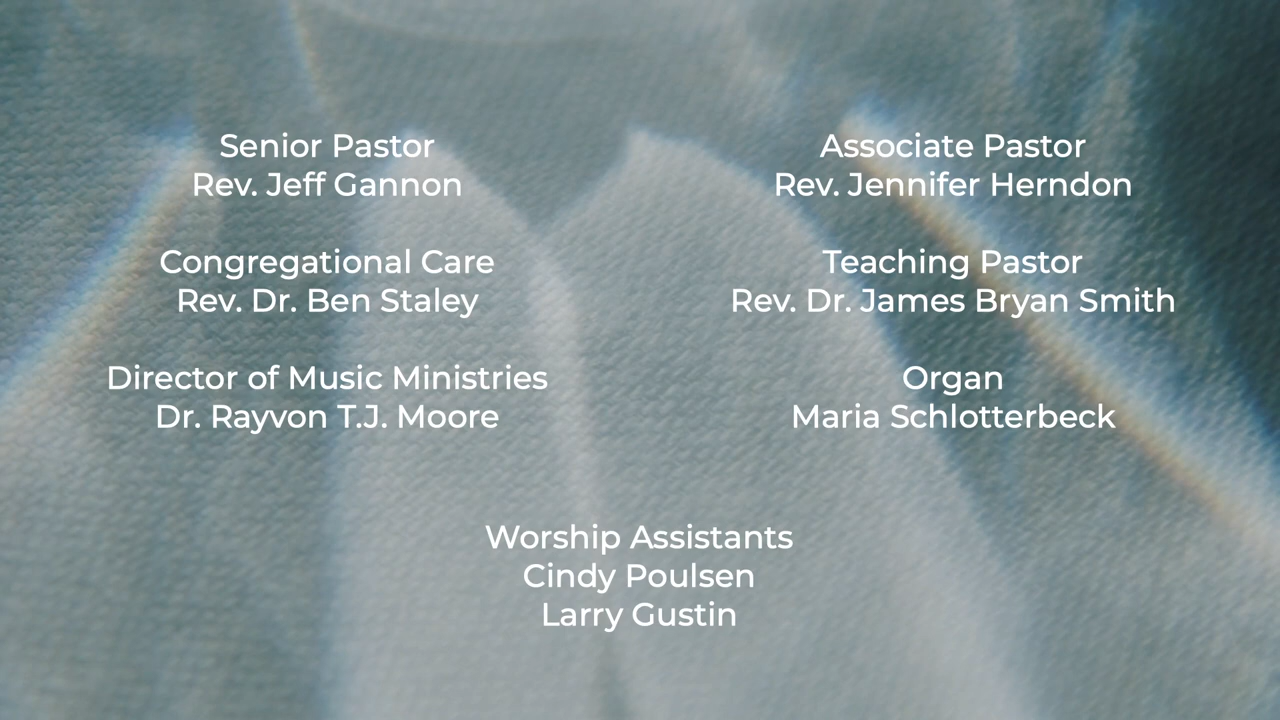 Senior Pastor
Rev. Jeff Gannon
Associate Pastor
Rev. Jennifer Herndon
Congregational Care
Rev. Dr. Ben Staley
Teaching Pastor
Rev. Dr. James Bryan Smith
Director of Music Ministries
Dr. Rayvon T.J. Moore
Organ
Maria Schlotterbeck
Worship Assistants
Cindy Poulsen
Larry Gustin